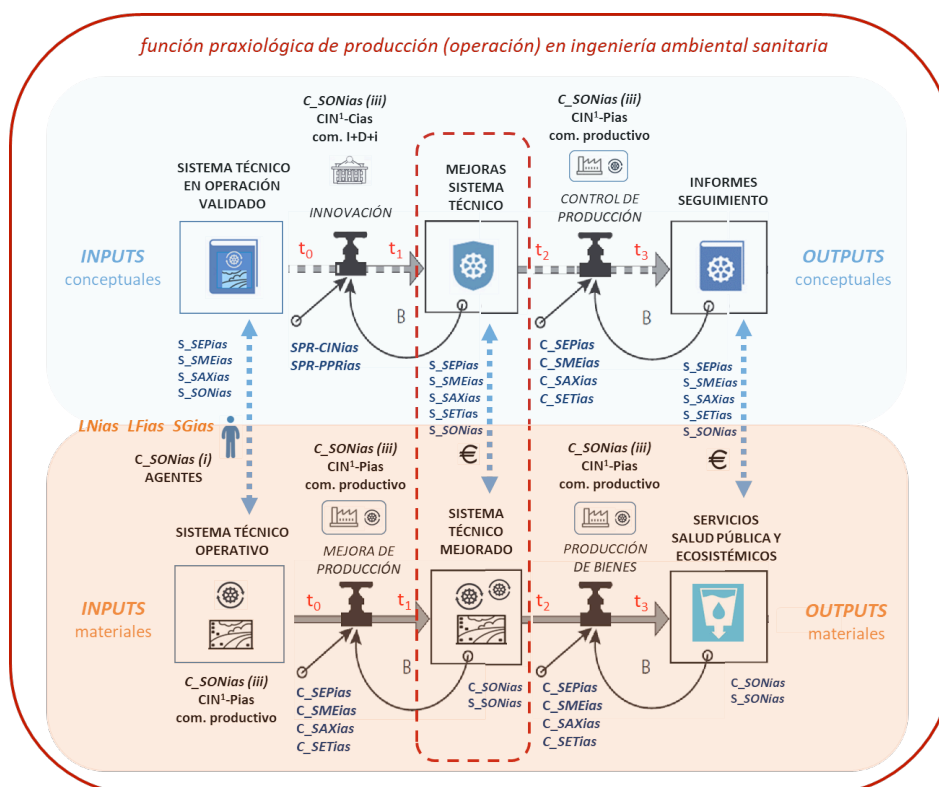 función praxiológica de producción (operación) en ingeniería ambiental sanitaria
C_SONias (iii)
CIN¹-Cias
com. I+D+i
C_SONias (iii)
CIN¹-Pias
com. productivo
SISTEMA TÉCNICO
EN OPERACIÓN
VALIDADO
MEJORAS
SISTEMA
TÉCNICO
INFORMES
SEGUIMIENTO
INNOVACIÓN
CONTROL DE
PRODUCCIÓN
INPUTS
conceptuales
t0
t1
t2
t3
OUTPUTS
conceptuales
B
B
SPR-CINias
SPR-PPRias
S_SEPias
S_SMEias
S_SAXias
S_SONias
S_SEPias
S_SMEias
S_SAXias
S_SETias
S_SONias
€
C_SEPias
C_SMEias
C_SAXias
C_SETias
S_SEPias
S_SMEias
S_SAXias
S_SETias
S_SONias
€
LNias LFias SGias
C_SONias (i)
AGENTES
C_SONias (iii)
CIN¹-Pias
com. productivo
C_SONias (iii)
CIN¹-Pias
com. productivo
SISTEMA TÉCNICO
OPERATIVO
MEJORA DE
PRODUCCIÓN
SISTEMA
TÉCNICO
MEJORADO
PRODUCCIÓN
DE BIENES
SERVICIOS
SALUD PÚBLICA Y
ECOSISTÉMICOS
INPUTS
materiales
t0
t1
t2
t3
OUTPUTS
materiales
B
B
C_SONias (iii)
CIN¹-Pias
com. productivo
C_SEPias
C_SMEias
C_SAXias
C_SETias
C_SONias
S_SONias
C_SEPias
C_SMEias
C_SAXias
C_SETias
C_SONias
S_SONias